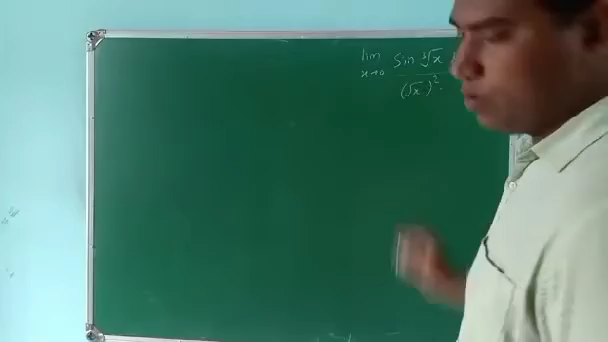 lim x→0 sin ∛x
(√x)²